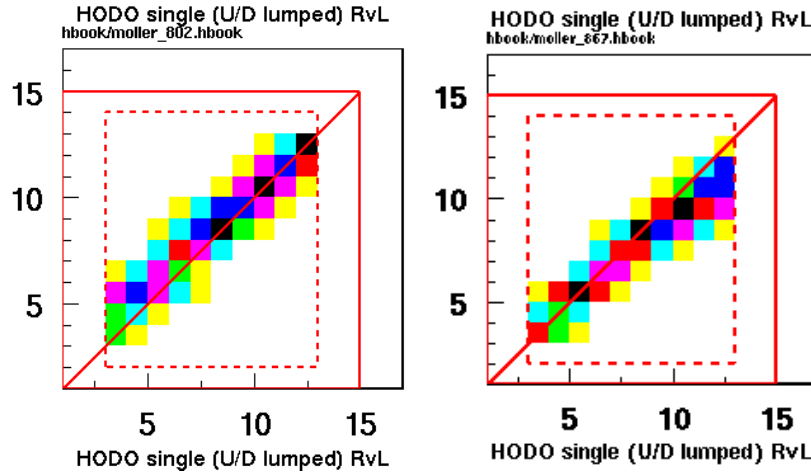 HODO single (U/D lumped) RvL
hbook/moller_802.hbook
15
10
5
5 10 15
HODO single (U/D lumped) RvL
HODO single (U/D lumped) RvL
hbook/moller_867.hbook
15
10
5
5 10 15
HODO single (U/D lumped) RvL